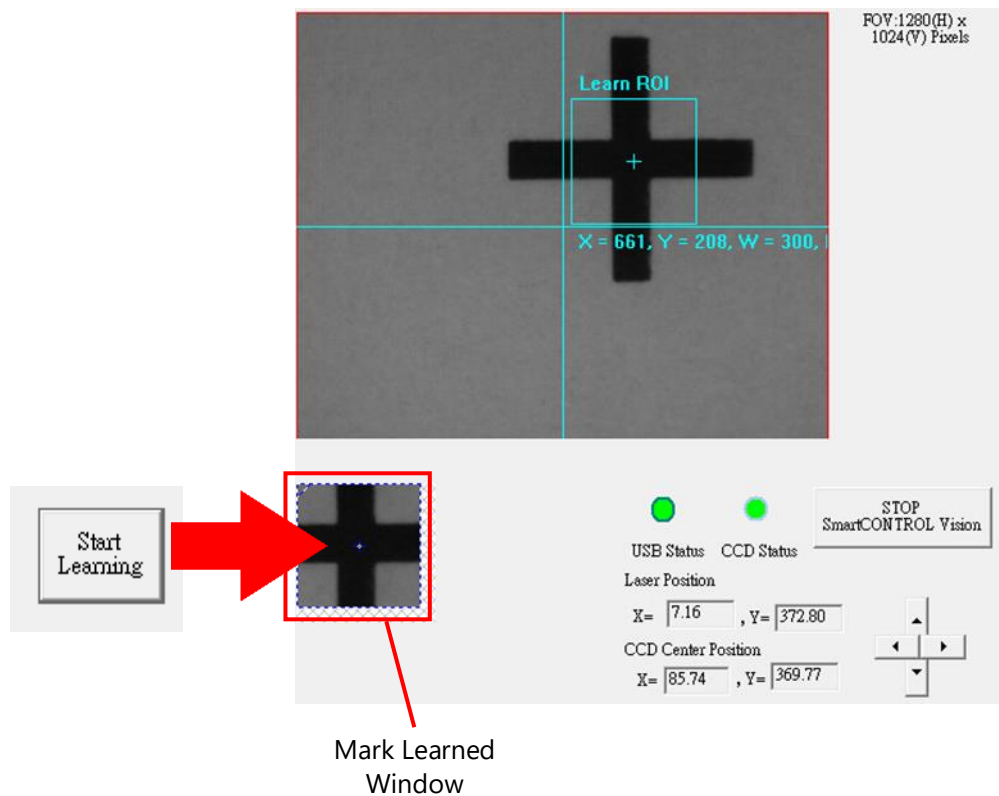 FOV:1280(H) x
1024(V) Pixels
Learn ROI
X = 661, Y = 208, W = 300,
Start
Learning
USB Status
CCD Status
STOP
SmartCONTROL Vision
Laser Position
X= 7.16 , Y= 372.80
CCD Center Position
X= 85.74 , Y= 369.77
Mark Learned
Window